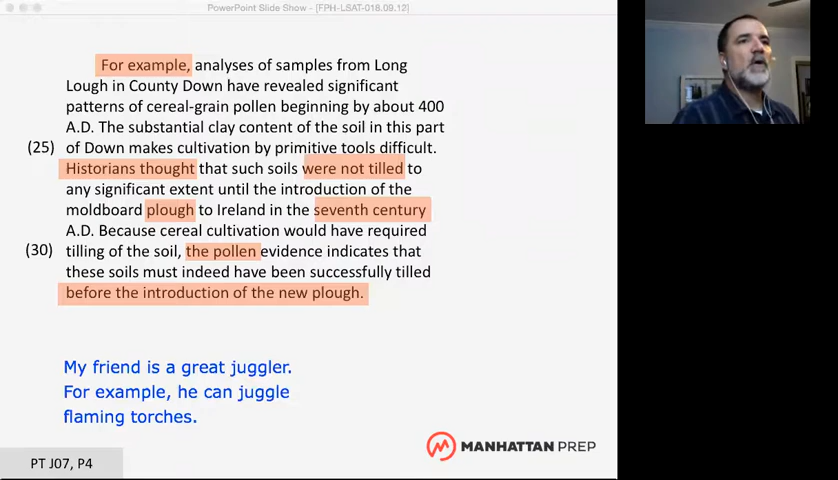 PowerPoint Slide Show - [FPH-LSAT-018.09.12]
For example, analyses of samples from Long
Lough in County Down have revealed significant
patterns of cereal-grain pollen beginning by about 400
A.D. The substantial clay content of the soil in this part
(25) of Down makes cultivation by primitive tools difficult.
Historians thought that such soils were not tilled to
any significant extent until the introduction of the
moldboard plough to Ireland in the seventh century
A.D. Because cereal cultivation would have required
(30) tilling of the soil, the pollen evidence indicates that
these soils must indeed have been successfully tilled
before the introduction of the new plough.
My friend is a great juggler.
For example, he can juggle
flaming torches.
MANHATTAN PREP
PT J07, P4